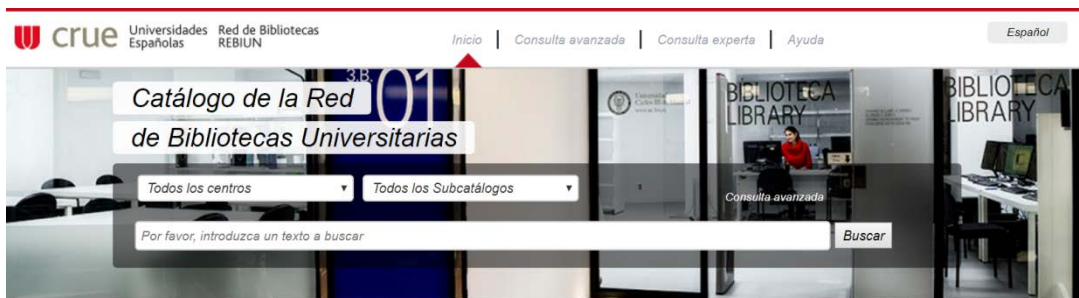 crue
Universidades
Españolas
Red de Bibliotecas
REBIUN
Inicio
Consulta avanzada
Consulta experta
Ayuda
Español
3.B.
01
Catálogo de la Red
de Bibliotecas Universitarias
BIBLIOTECA
LIBRARY
BIBLIOTECA
LIBRARY
Todos los centros
Todos los Subcatálogos
Consulta avanzada
Por favor, introduzca un texto a buscar
Buscar